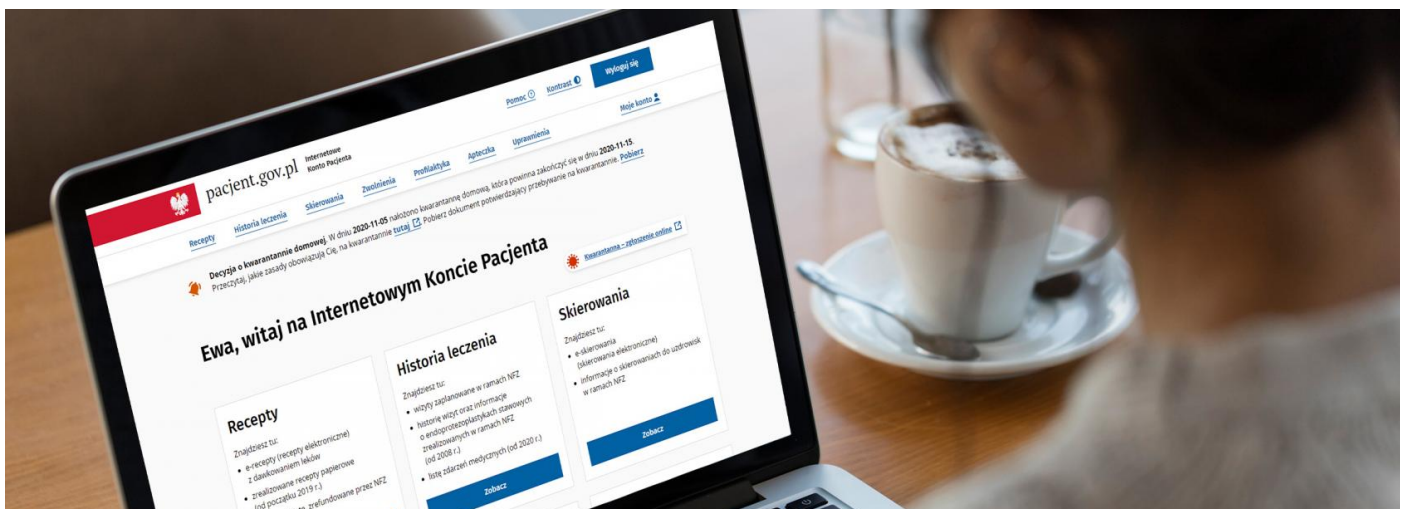 Pomoc
Kontrast
Wyloguj się
pacjent.gov.pl
Internetowe
Konto Pacjenta
Recepty
Historia leczenia
Skierowania
Zwolnienia
Profilaktyka
Apteczka
Uprawnienia
Moje konto
Decyzja o kwarantannie domowej. W dniu 2020-11-05 nałożono kwarantannę domową, która powinna zakończyć się w dniu 2020-11-15.
Przeczytaj, jakie zasady obowiązują Cię, na kwarantannie tutaj. Pobierz dokument potwierdzający przebywanie na kwarantannie. Pobierz
Kwarantanna – zgłoszenie online
Ewa, witaj na Internetowym Koncie Pacjenta
Recepty
Znajdziesz tu:
• e-recepty (recepty elektroniczne)
z dawkowaniem leków
• zrealizowane recepty papierowe
(od początku 2019 r.)
zrefundowane przez NFZ
Historia leczenia
Znajdziesz tu:
• wizyty zaplanowane w ramach NFZ
• historię wizyt oraz informacje
o endoprotezoplastykach stawowych
zrealizowanych w ramach NFZ
(od 2008 r.)
• listę zdarzeń medycznych (od 2020 r.)
Zobacz
Skierowania
Znajdziesz tu:
• e-skierowania
(skierowania elektroniczne)
• informacje o skierowaniach do uzdrowisk
w ramach NFZ
Zobacz